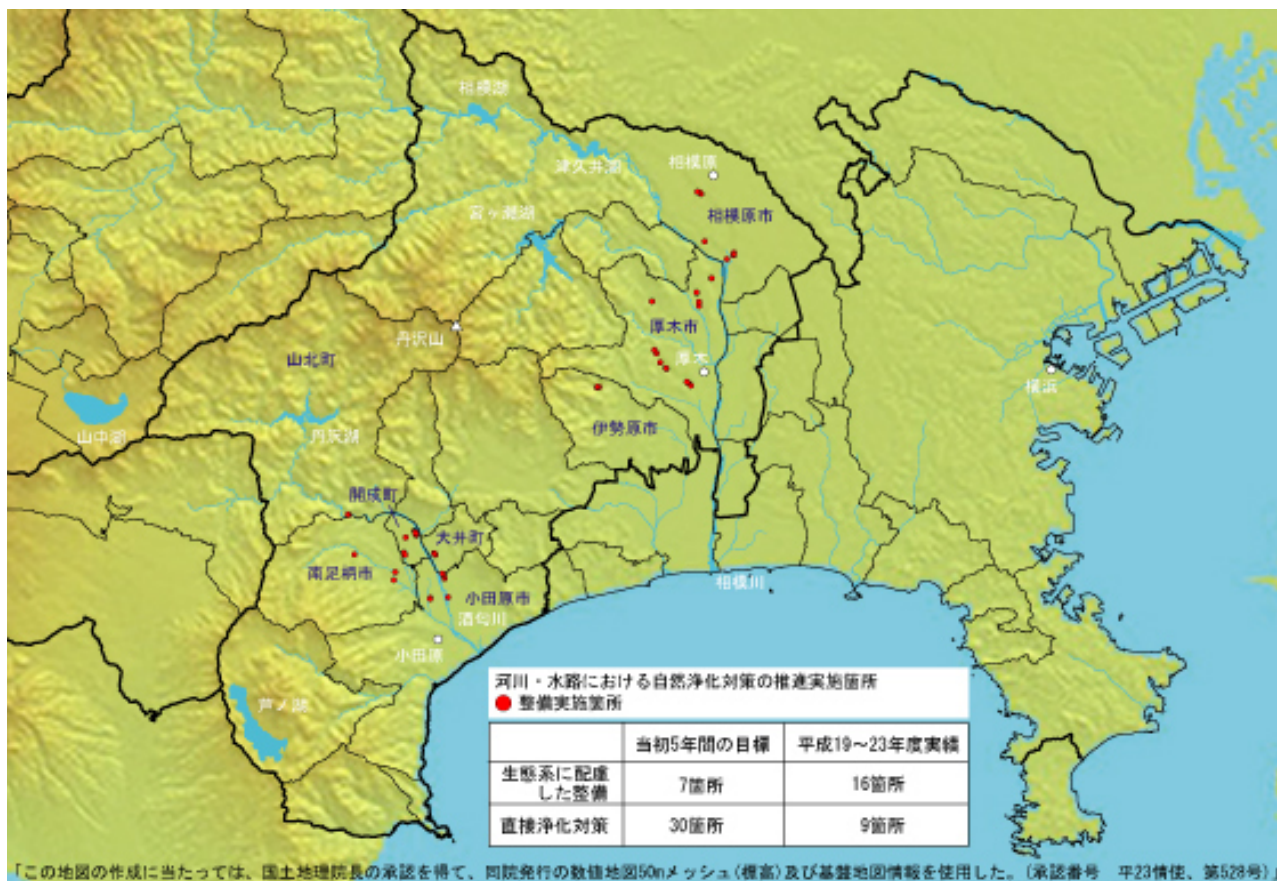 相模湖
津久井湖
相模原
宮ヶ瀬湖
相模原市
厚木市
丹沢山
厚木
山北町
横浜
山中湖
丹沢湖
伊勢原市
開成町
大井町
南足柄市
小田原市
相模川
酒匂川
小田原
芦ノ湖
河川・水路における自然浄化対策の推進実施箇所
整備実施箇所
当初5年間の目標 平成19～23年度実績
生態系に配慮
した整備 7箇所 16箇所
直接浄化対策 30箇所 9箇所
「この地図の作成に当たっては、国土地理院長の承認を得て、同院発行の数値地図50mメッシュ(標高)及び基盤地図情報を使用した。(承認番号 平23情使、第528号)」